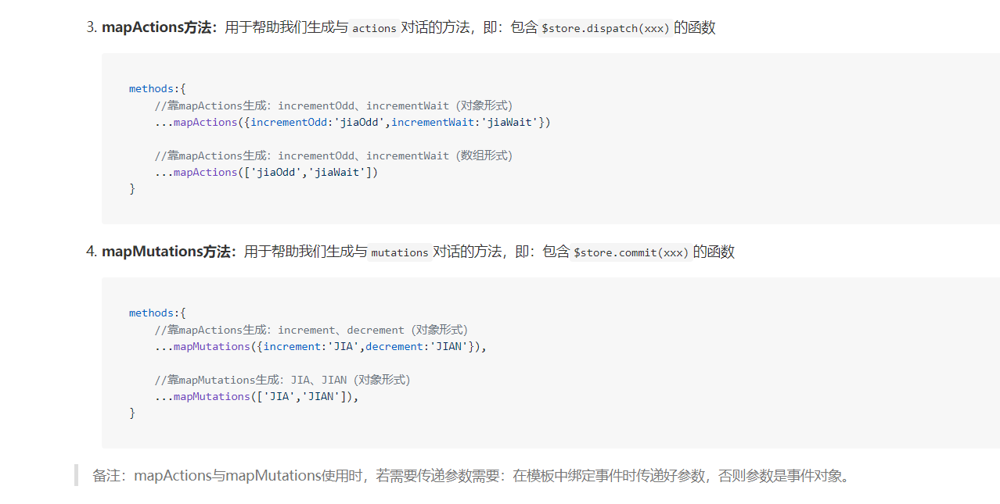 3. mapActions方法：用于帮助我们生成与 actions 对话的方法，即：包含 $store.dispatch(xxx) 的函数
methods:{
    //靠mapActions生成：incrementOdd、incrementWait（对象形式）
    ...mapActions({incrementOdd:'jiaOdd',incrementWait:'jiaWait'})
    //靠mapActions生成：incrementOdd、incrementWait（数组形式）
    ...mapActions(['jiaOdd','jiaWait'])
}
4. mapMutations方法：用于帮助我们生成与 mutations 对话的方法，即：包含 $store.commit(xxx) 的函数
methods:{
    //靠mapActions生成：increment、decrement（对象形式）
    ...mapMutations({increment:'JIA',decrement:'JIAN'}),
    //靠mapMutations生成：JIA、JIAN（对象形式）
    ...mapMutations(['JIA','JIAN']),
}
备注：mapActions与mapMutations使用时，若需要传递参数需要：在模板中绑定事件时传递好参数，否则参数是事件对象。